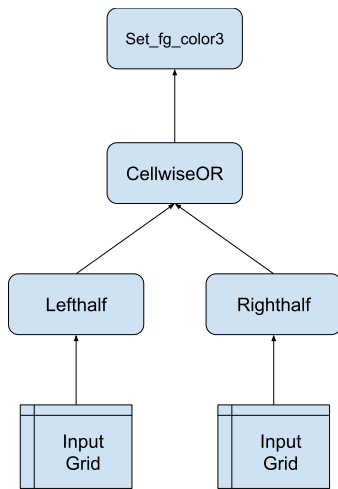 Set_fg_color3
CellwiseOR
Lefthalf
Righthalf
Input
Grid
Input
Grid